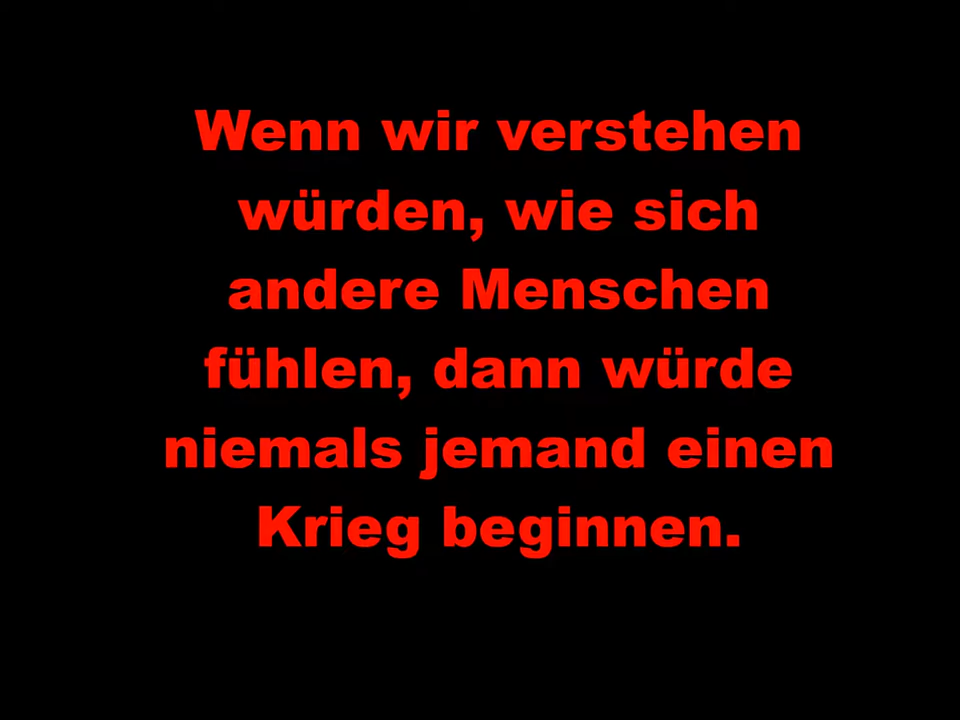 Wenn wir verstehen
würden, wie sich
andere Menschen
fühlen, dann würde
niemals jemand einen
Krieg beginnen.